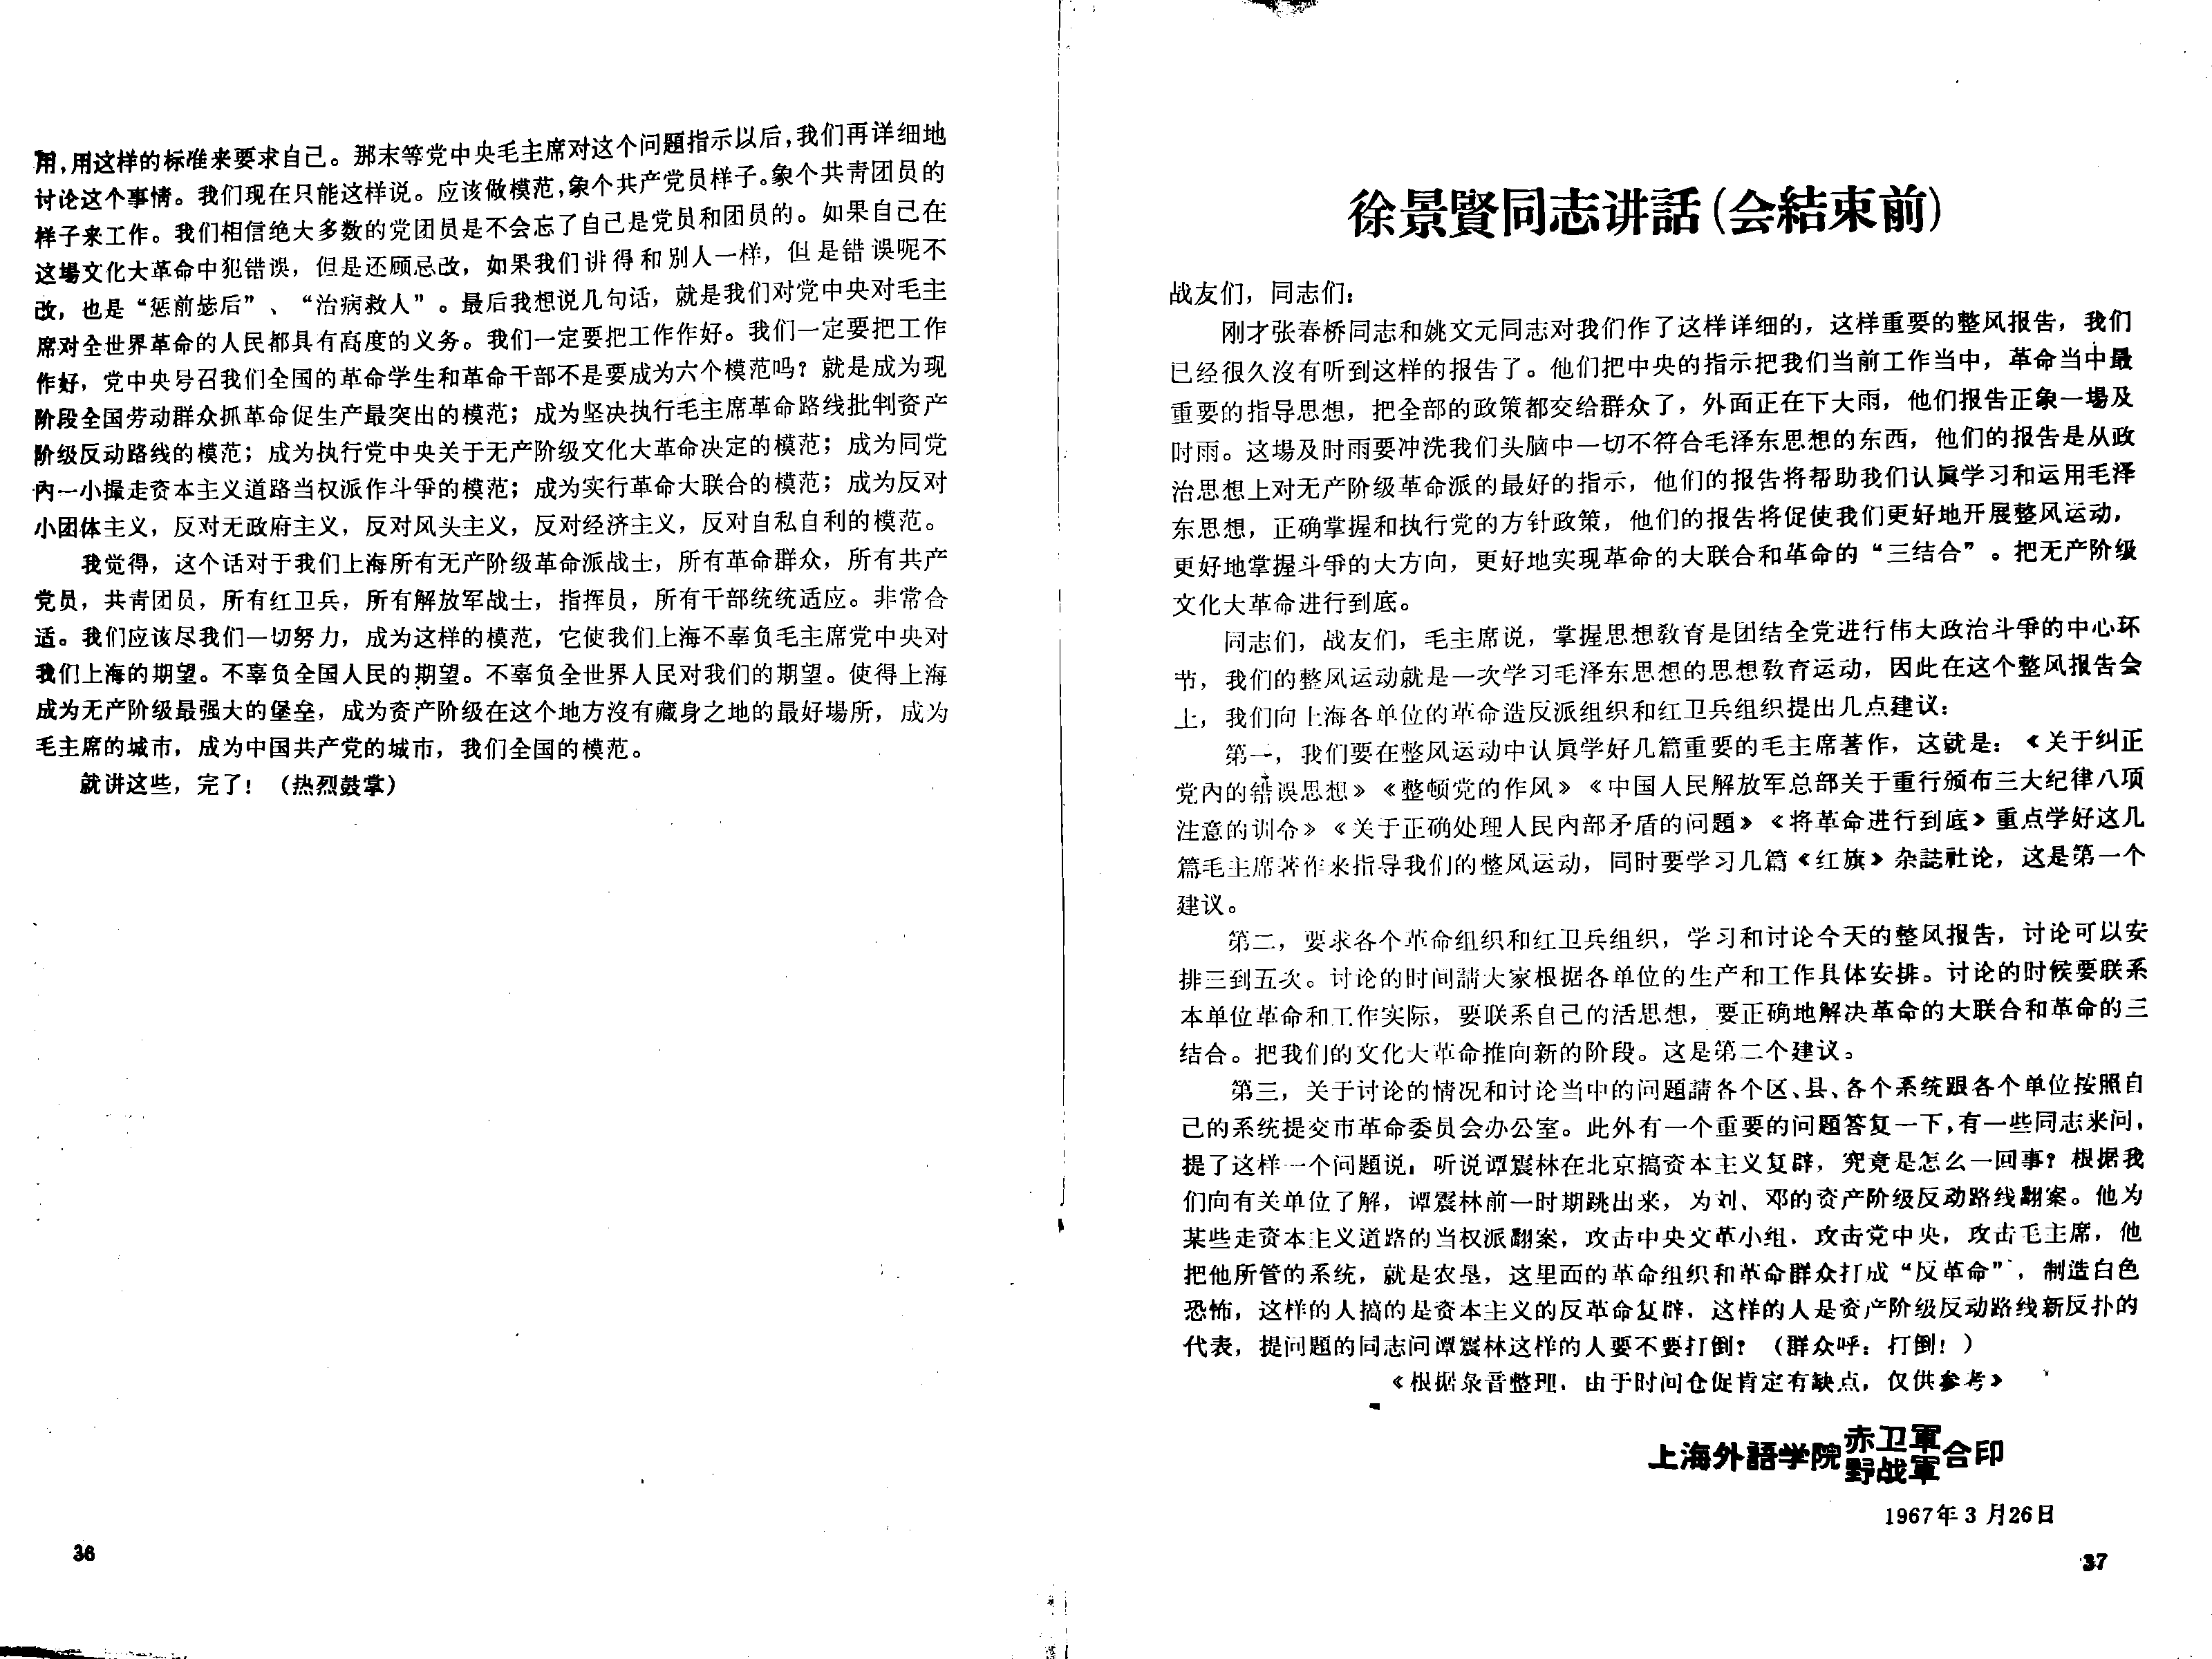 用，用这样的标准来要求自己。那末等党中央毛主席对这个问题指示以后，我们再详细地
讨论这个事情。我们现在只能这样说。应该做模范，象个共产党员样子。象个共青团员的
样子来工作。我们相信绝大多数的党团员是不会忘了自己是党员和团员的。如果自己在
这場文化大革命中犯错误，但是还顾忌改，如果我们讲得和别人一样，但是错误呢不
改，也是“惩前毖后”、“治病救人”。最后我想说几句话，就是我们对党中央对毛主
席对全世界革命的人民都具有高度的义务。我们一定要把工作作好。我们一定要把工作
作好，党中央号召我们全国的革命学生和革命干部不是要成为六个模范吗？就是成为现
阶段全国劳动群众抓革命促生产最突出的模范；成为坚决执行毛主席革命路线批判资产
阶级反动路线的模范；成为执行党中央关于无产阶级文化大革命决定的模范；成为同党
内一小撮走资本主义道路当权派作斗爭的模范；成为实行革命大联合的模范；成为反对
小团体主义，反对无政府主义，反对风头主义，反对经济主义，反对自私自利的模范。
我觉得，这个话对于我们上海所有无产阶级革命派战士，所有革命群众，所有共产
党员，共青团员，所有红卫兵，所有解放军战士，指挥员，所有干部统统适应。非常合
适。我们应该尽我们一切努力，成为这样的模范，它使我们上海不辜负毛主席党中央对
我们上海的期望。不辜负全国人民的期望。不辜负全世界人民对我们的期望。使得上海
成为无产阶级最强大的堡垒，成为资产阶级在这个地方沒有藏身之地的最好場所，成为
毛主席的城市，成为中国共产党的城市，我们全国的模范。
就讲这些，完了！（热烈鼓掌）
36
徐景賢同志讲話（会結束前）
战友们，同志们：
刚才张春桥同志和姚文元同志对我们作了这样详细的，这样重要的整风报告，我们
已经很久沒有听到这样的报告了。他们把中央的指示把我们当前工作当中，革命当中最
重要的指导思想，把全部的政策都交给群众了，外面正在下大雨，他们报告正象一場及
时雨。这場及时雨要冲洗我们头脑中一切不符合毛泽东思想的东西，他们的报告是从政
治思想上对无产阶级革命派的最好的指示，他们的报告将帮助我们认眞学习和运用毛泽
东思想，正确掌握和执行党的方针政策，他们的报告将促使我们更好地开展整风运动，
更好地掌握斗爭的大方向，更好地实现革命的大联合和革命的“三结合”。把无产阶级
文化大革命进行到底。
同志们，战友们，毛主席说，掌握思想敎育是团结全党进行伟大政治斗爭的中心环
节，我们的整风运动就是一次学习毛泽东思想的思想敎育运动，因此在这个整风报告会
上，我们向上海各单位的革命造反派组织和红卫兵组织提出几点建议：
第一，我们要在整风运动中认眞学好几篇重要的毛主席著作，这就是：《关于纠正
党内的错误思想》《整顿党的作风》《中国人民解放军总部关于重行颁布三大纪律八项
注意的训令》《关于正确处理人民内部矛盾的问題》《将革命进行到底》重点学好这几
篇毛主席著作来指导我们的整风运动，同时要学习几篇《红旗》杂誌社论，这是第一个
建议。
第二，要求各个革命组织和红卫兵组织，学习和讨论今天的整风报告，讨论可以安
排三到五次。讨论的时间請大家根据各单位的生产和工作具体安排。讨论的时候要联系
本单位革命和工作实际，要联系自己的活思想，要正确地解决革命的大联合和革命的三
结合。把我们的文化大革命推向新的阶段。这是第二个建议。
第三，关于讨论的情况和讨论当中的问題請各个区、县、各个系统跟各个单位按照自
己的系统提交市革命委员会办公室。此外有一个重要的问题答复一下，有一些同志来问，
提了这样一个问题说：听说谭震林在北京搞资本主义复辟，究竟是怎么一回事？根据我
们向有关单位了解，谭震林前一时期跳出来，为刘、邓的资产阶级反动路线翻案。他为
某些走资本主义道路的当权派翻案，攻击中央文革小组，攻击党中央，攻击毛主席，他
把他所管的系统，就是农垦，这里面的革命组织和革命群众打成“反革命”，制造白色
恐怖，这样的人搞的是资本主义的反革命复辟，这样的人是资产阶级反动路线新反扑的
代表，提问題的同志问谭震林这样的人要不要打倒？（群众呼：打倒！）
《根据录音整理，由于时间仓促肯定有缺点，仅供参考》
上海外語学院赤卫軍野战軍合印
1967年3月26日
37